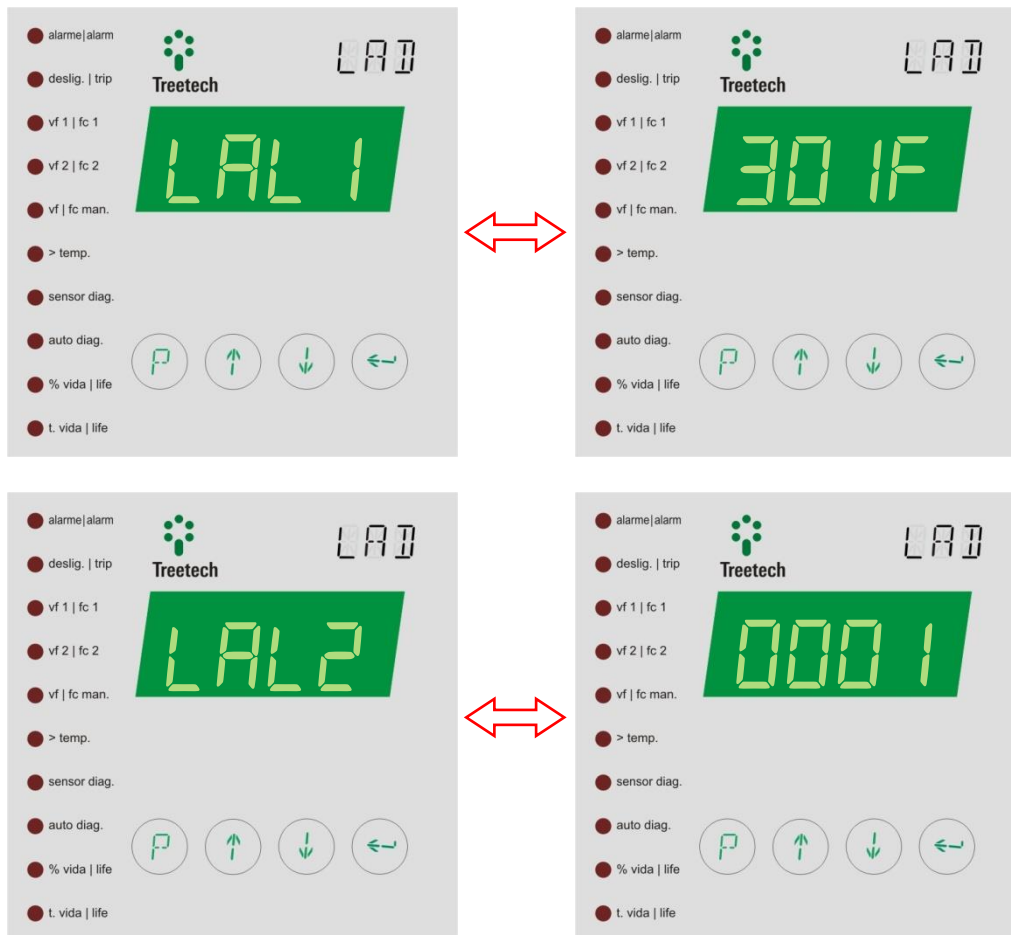 alarme|alarm
deslig. | trip
vf 1 | fc 1
vf 2 | fc 2
vf | fc man.
> temp.
sensor diag.
auto diag.
% vida | life
t. vida | life
Treetech
LAD
LAL1
P
alarme|alarm
deslig. | trip
vf 1 | fc 1
vf 2 | fc 2
vf | fc man.
> temp.
sensor diag.
auto diag.
% vida | life
t. vida | life
Treetech
LAD
301F
P
alarme|alarm
deslig. | trip
vf 1 | fc 1
vf 2 | fc 2
vf | fc man.
> temp.
sensor diag.
auto diag.
% vida | life
t. vida | life
Treetech
LAD
LAL2
P
alarme|alarm
deslig. | trip
vf 1 | fc 1
vf 2 | fc 2
vf | fc man.
> temp.
sensor diag.
auto diag.
% vida | life
t. vida | life
Treetech
LAD
0001
P